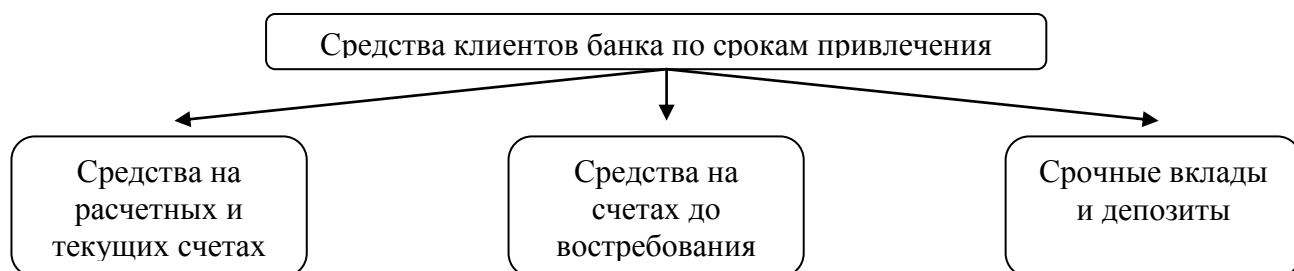 Средства клиентов банка по срокам привлечения
Средства на
расчетных и
текущих счетах
Средства на
счетах до
востребования
Срочные вклады
и депозиты